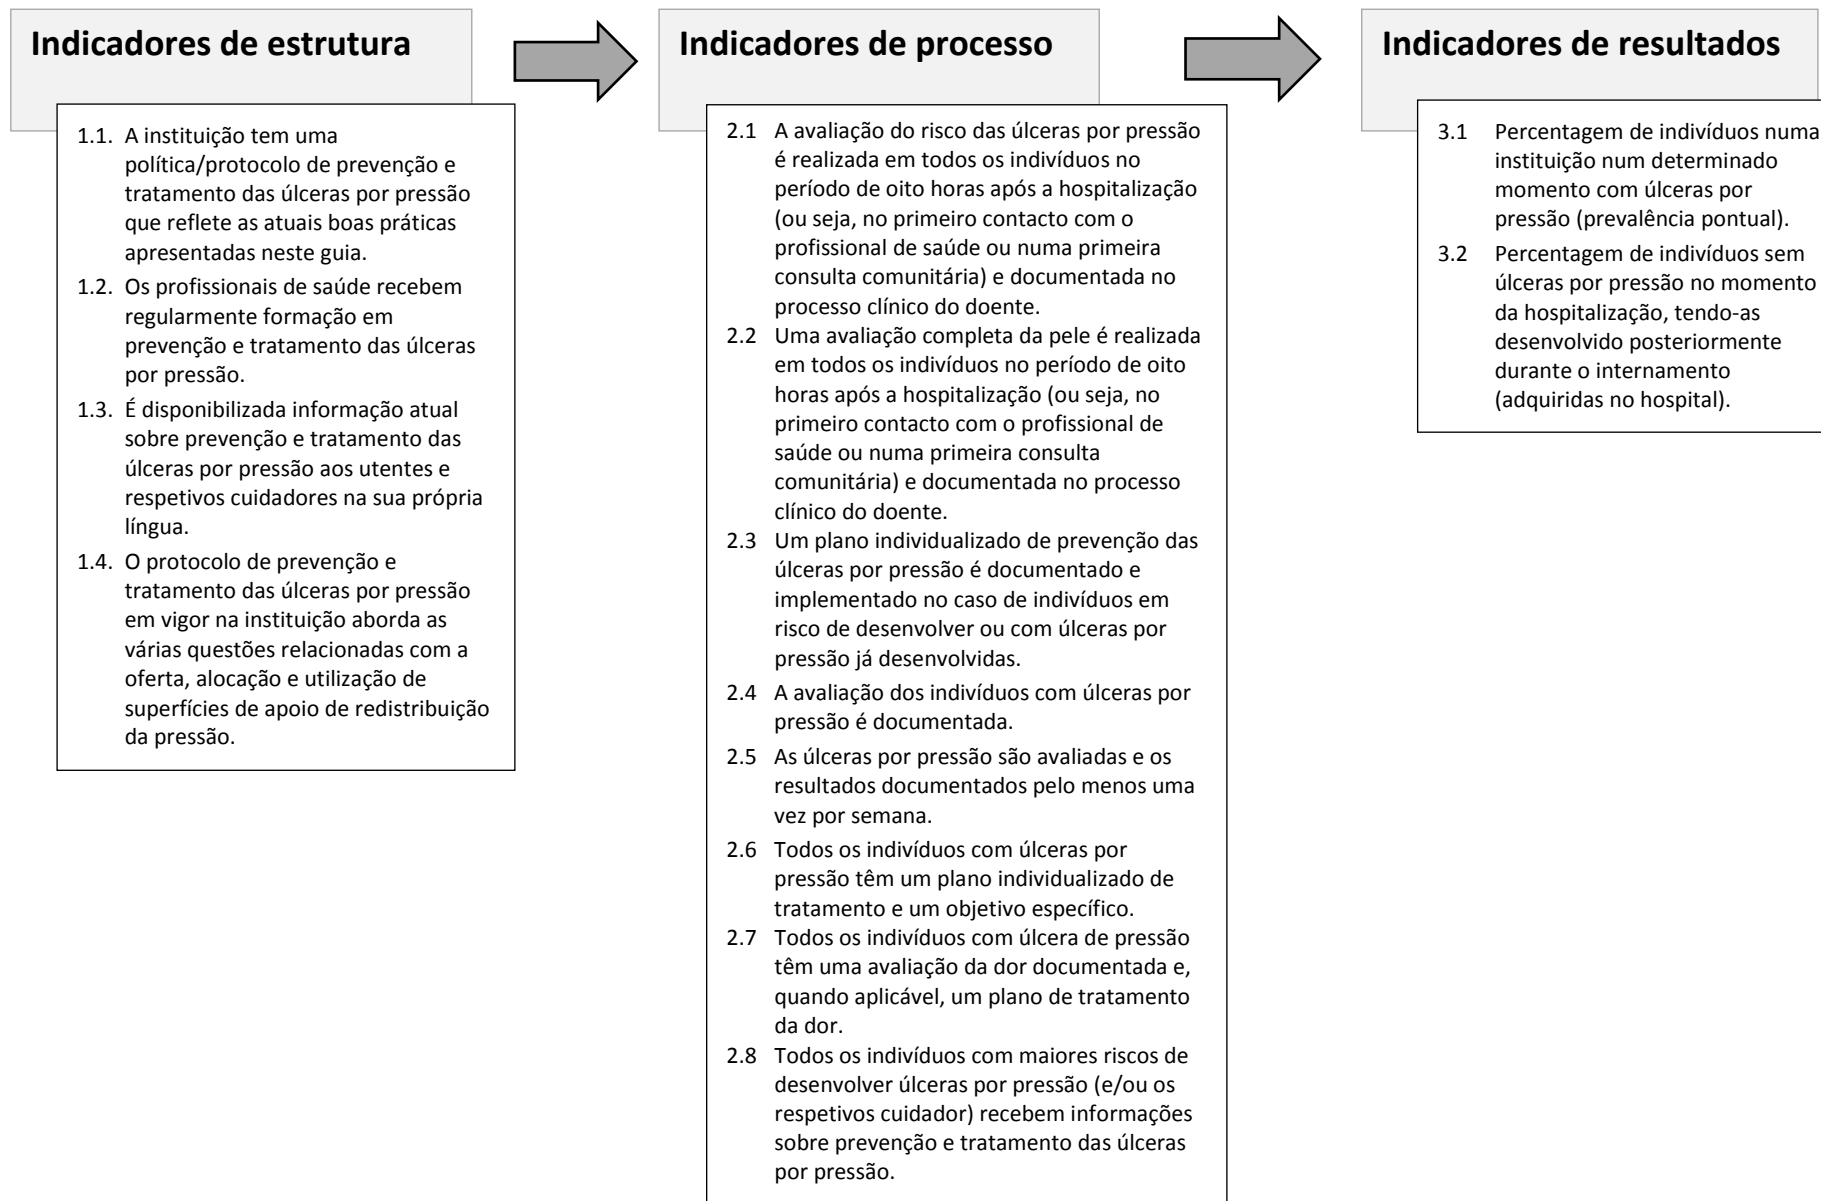 Indicadores de estrutura
1.1. A instituição tem uma
política/protocolo de prevenção e
tratamento das úlceras por pressão
que reflete as atuais boas práticas
apresentadas neste guia.
1.2. Os profissionais de saúde recebem
regularmente formação em
prevenção e tratamento das úlceras
por pressão.
1.3. É disponibilizada informação atual
sobre prevenção e tratamento das
úlceras por pressão aos utentes e
respetivos cuidadores na sua própria
língua.
1.4. O protocolo de prevenção e
tratamento das úlceras por pressão
em vigor na instituição aborda as
várias questões relacionadas com a
oferta, alocação e utilização de
superfícies de apoio de redistribuição
da pressão.
Indicadores de processo
2.1 A avaliação do risco das úlceras por pressão
é realizada em todos os indivíduos no
período de oito horas após a hospitalização
(ou seja, no primeiro contacto com o
profissional de saúde ou numa primeira
consulta comunitária) e documentada no
processo clínico do doente.
2.2 Uma avaliação completa da pele é realizada
em todos os indivíduos no período de oito
horas após a hospitalização (ou seja, no
primeiro contacto com o profissional de
saúde ou numa primeira consulta
comunitária) e documentada no processo
clínico do doente.
2.3 Um plano individualizado de prevenção das
úlceras por pressão é documentado e
implementado no caso de indivíduos em
risco de desenvolver ou com úlceras por
pressão já desenvolvidas.
2.4 A avaliação dos indivíduos com úlceras por
pressão é documentada.
2.5 As úlceras por pressão são avaliadas e os
resultados documentados pelo menos uma
vez por semana.
2.6 Todos os indivíduos com úlceras por
pressão têm um plano individualizado de
tratamento e um objetivo específico.
2.7 Todos os indivíduos com úlcera de pressão
têm uma avaliação da dor documentada e,
quando aplicável, um plano de tratamento
da dor.
2.8 Todos os indivíduos com maiores riscos de
desenvolver úlceras por pressão (e/ou os
respetivos cuidador) recebem informações
sobre prevenção e tratamento das úlceras
por pressão.
Indicadores de resultados
3.1 Percentagem de indivíduos numa
instituição num determinado
momento com úlceras por
pressão (prevalência pontual).
3.2 Percentagem de indivíduos sem
úlceras por pressão no momento
da hospitalização, tendo-as
desenvolvido posteriormente
durante o internamento
(adquiridas no hospital).